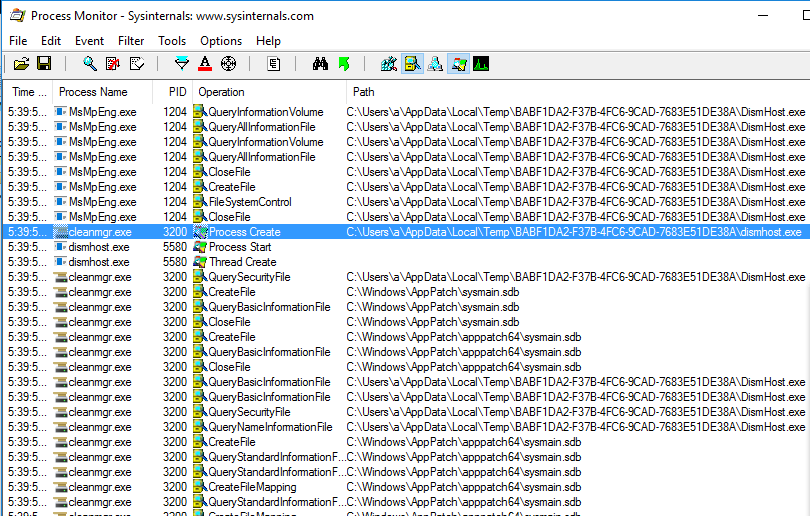 Process Monitor - Sysinternals: www.sysinternals.com
File Edit Event Filter Tools Options Help
Time ... Process Name PID Operation Path
5:39:5... MsMpEng.exe 1204 QueryInformationVolume C:\Users\a\AppData\Local\Temp\BABF1DA2-F37B-4FC6-9CAD-7683E51DE38A\DismHost.exe
5:39:5... MsMpEng.exe 1204 QueryAllInformationFile C:\Users\a\AppData\Local\Temp\BABF1DA2-F37B-4FC6-9CAD-7683E51DE38A\DismHost.exe
5:39:5... MsMpEng.exe 1204 QueryInformationVolume C:\Users\a\AppData\Local\Temp\BABF1DA2-F37B-4FC6-9CAD-7683E51DE38A\DismHost.exe
5:39:5... MsMpEng.exe 1204 QueryAllInformationFile C:\Users\a\AppData\Local\Temp\BABF1DA2-F37B-4FC6-9CAD-7683E51DE38A\DismHost.exe
5:39:5... MsMpEng.exe 1204 CloseFile C:\Users\a\AppData\Local\Temp\BABF1DA2-F37B-4FC6-9CAD-7683E51DE38A\DismHost.exe
5:39:5... MsMpEng.exe 1204 CreateFile C:\Users\a\AppData\Local\Temp\BABF1DA2-F37B-4FC6-9CAD-7683E51DE38A\DismHost.exe
5:39:5... MsMpEng.exe 1204 FileSystemControl C:\Users\a\AppData\Local\Temp\BABF1DA2-F37B-4FC6-9CAD-7683E51DE38A\DismHost.exe
5:39:5... MsMpEng.exe 1204 CloseFile C:\Users\a\AppData\Local\Temp\BABF1DA2-F37B-4FC6-9CAD-7683E51DE38A\DismHost.exe
5:39:5... cleanmgr.exe 3200 Process Create C:\Users\a\AppData\Local\Temp\BABF1DA2-F37B-4FC6-9CAD-7683E51DE38A\dismhost.exe
5:39:5... dismhost.exe 5580 Process Start
5:39:5... dismhost.exe 5580 Thread Create
5:39:5... cleanmgr.exe 3200 QuerySecurityFile C:\Users\a\AppData\Local\Temp\BABF1DA2-F37B-4FC6-9CAD-7683E51DE38A\DismHost.exe
5:39:5... cleanmgr.exe 3200 CreateFile C:\Windows\AppPatch\sysmain.sdb
5:39:5... cleanmgr.exe 3200 QueryBasicInformationFile C:\Windows\AppPatch\sysmain.sdb
5:39:5... cleanmgr.exe 3200 CloseFile C:\Windows\AppPatch\sysmain.sdb
5:39:5... cleanmgr.exe 3200 CreateFile C:\Windows\AppPatch\apppatch64\sysmain.sdb
5:39:5... cleanmgr.exe 3200 QueryBasicInformationFile C:\Windows\AppPatch\apppatch64\sysmain.sdb
5:39:5... cleanmgr.exe 3200 CloseFile C:\Windows\AppPatch\apppatch64\sysmain.sdb
5:39:5... cleanmgr.exe 3200 QueryBasicInformationFile C:\Users\a\AppData\Local\Temp\BABF1DA2-F37B-4FC6-9CAD-7683E51DE38A\DismHost.exe
5:39:5... cleanmgr.exe 3200 QueryBasicInformationFile C:\Users\a\AppData\Local\Temp\BABF1DA2-F37B-4FC6-9CAD-7683E51DE38A\DismHost.exe
5:39:5... cleanmgr.exe 3200 QuerySecurityFile C:\Users\a\AppData\Local\Temp\BABF1DA2-F37B-4FC6-9CAD-7683E51DE38A\DismHost.exe
5:39:5... cleanmgr.exe 3200 QueryNameInformationFile C:\Users\a\AppData\Local\Temp\BABF1DA2-F37B-4FC6-9CAD-7683E51DE38A\DismHost.exe
5:39:5... cleanmgr.exe 3200 CreateFile C:\Windows\AppPatch\apppatch64\sysmain.sdb
5:39:5... cleanmgr.exe 3200 QueryStandardInformationF... C:\Windows\AppPatch\apppatch64\sysmain.sdb
5:39:5... cleanmgr.exe 3200 QueryStandardInformationF... C:\Windows\AppPatch\apppatch64\sysmain.sdb
5:39:5... cleanmgr.exe 3200 CreateFileMapping C:\Windows\AppPatch\apppatch64\sysmain.sdb
5:39:5... cleanmgr.exe 3200 QueryStandardInformationF... C:\Windows\AppPatch\apppatch64\sysmain.sdb
5:39:5... cleanmgr.exe 3200 CreateFileMapping C:\Windows\AppPatch\apppatch64\sysmain.sdb